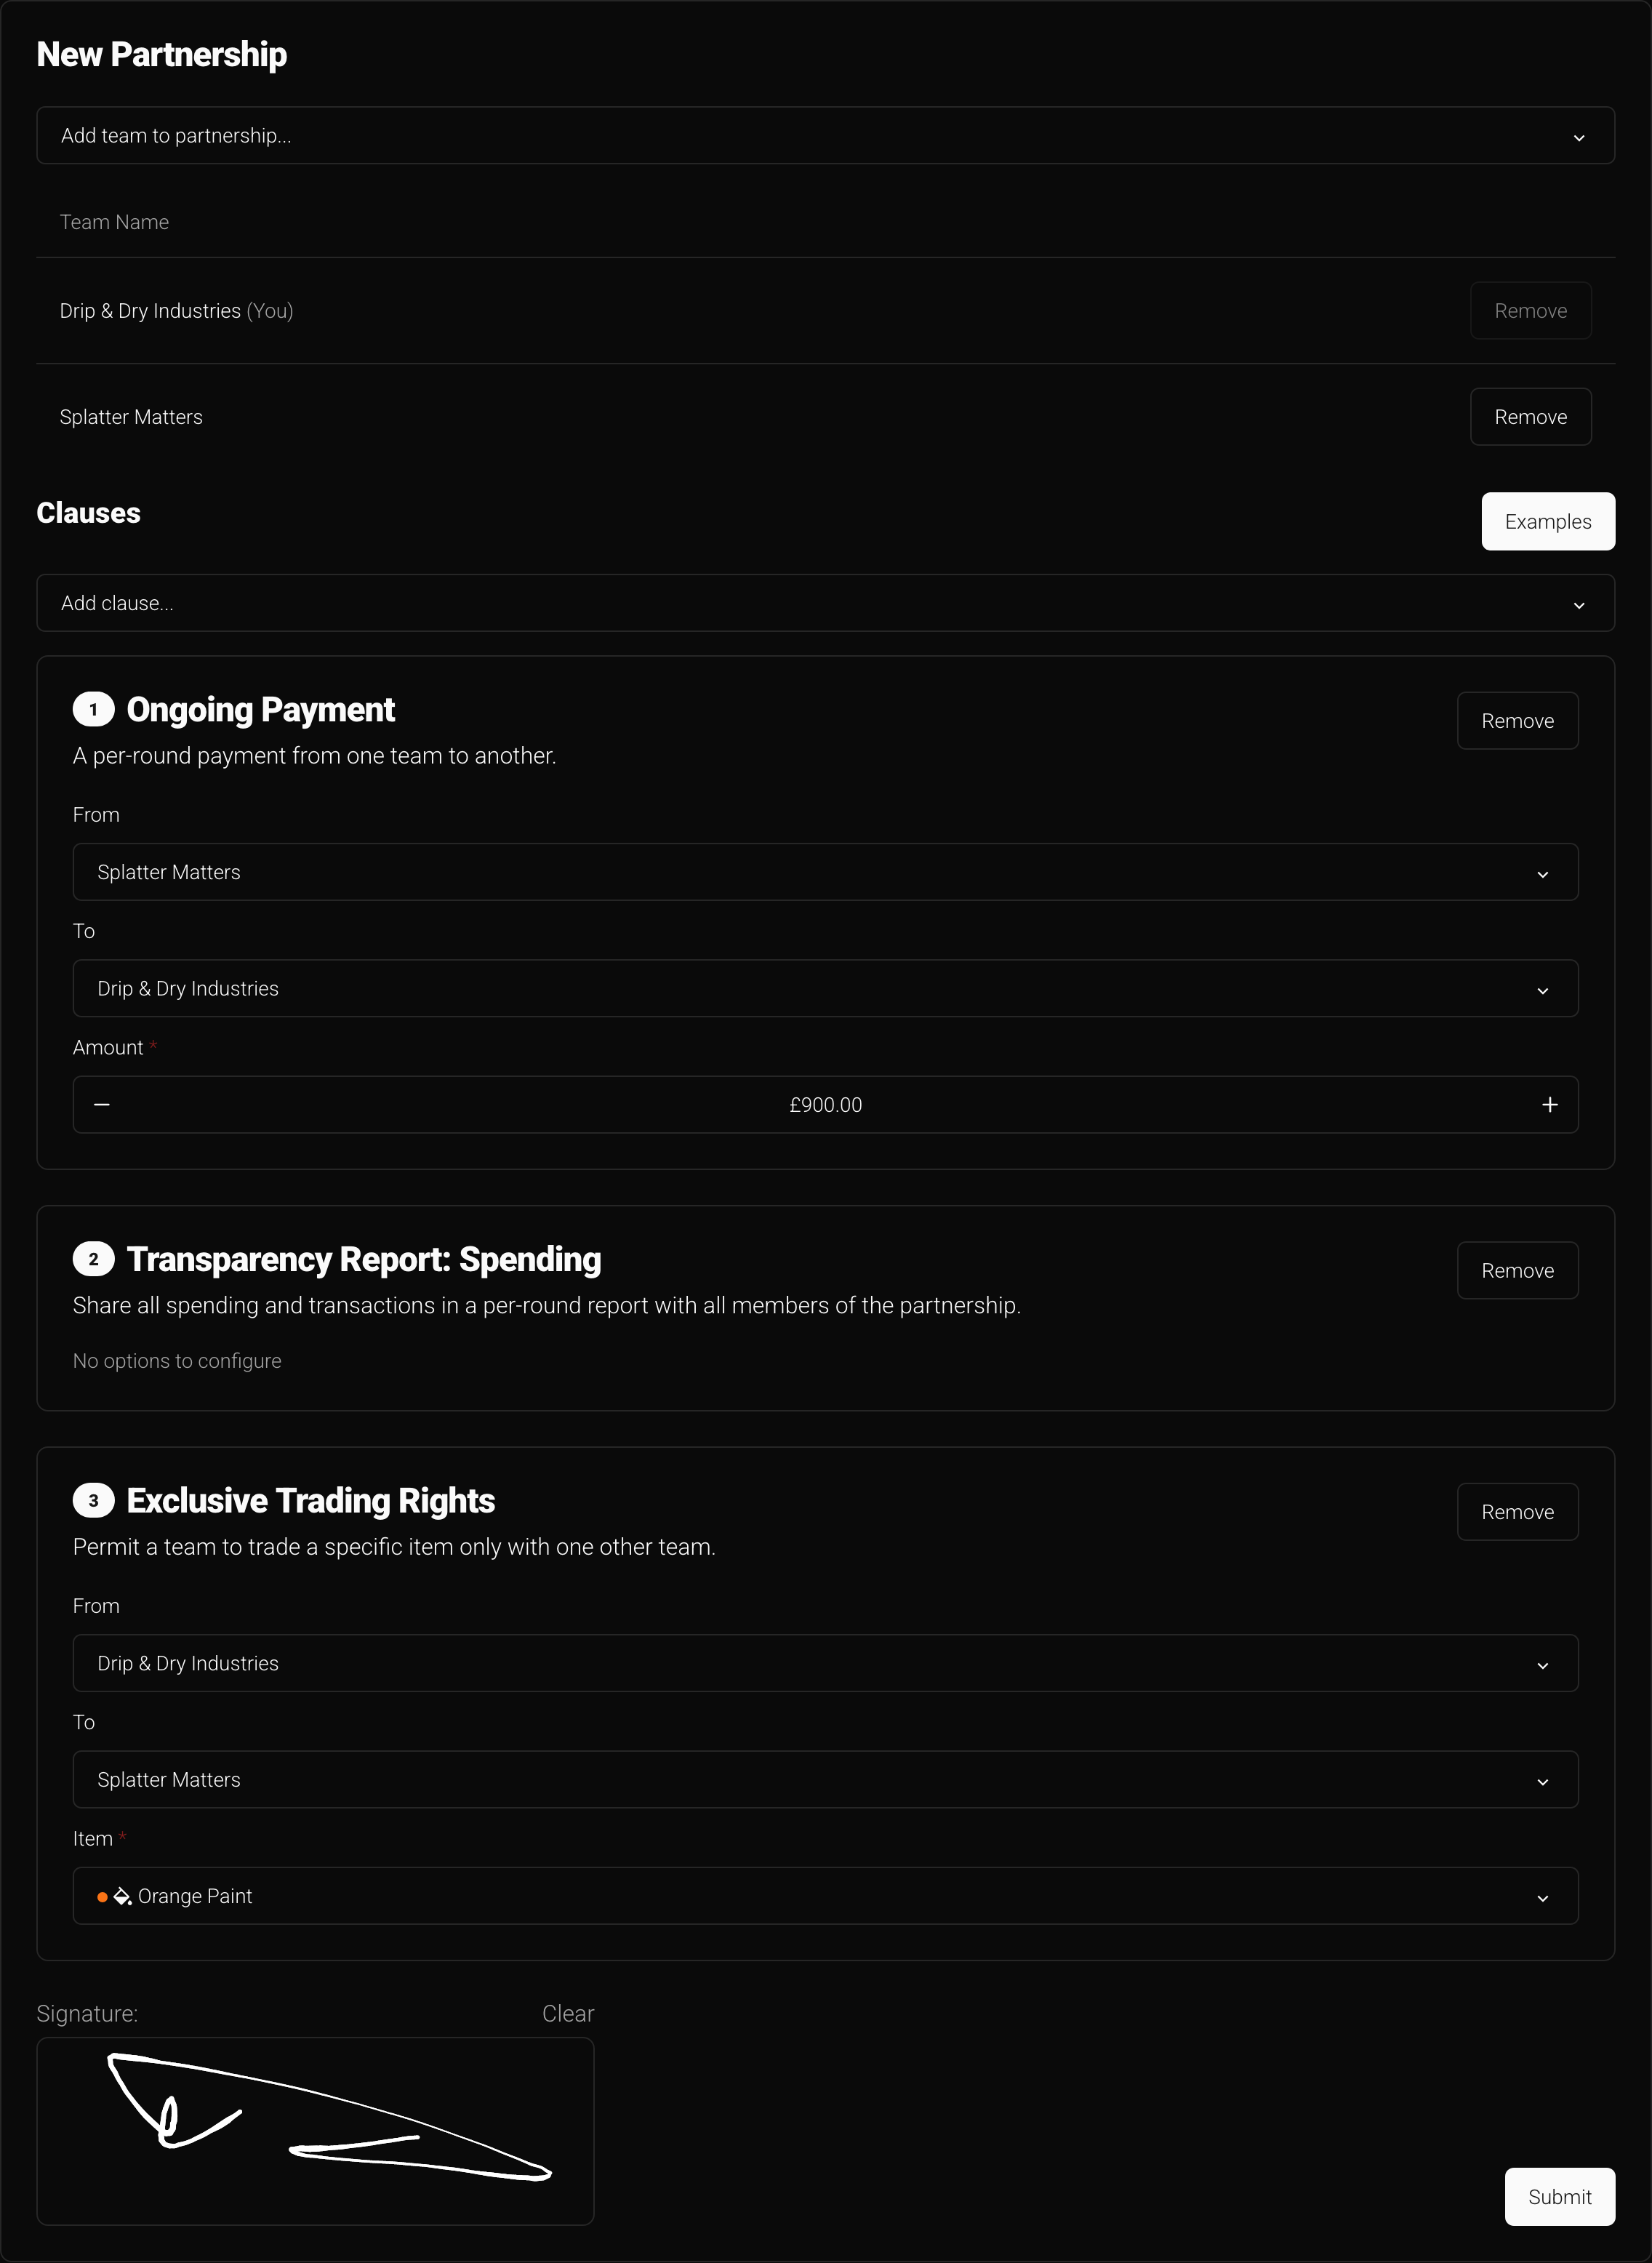 New Partnership
Add team to partnership...
Team Name
Drip & Dry Industries (You)
Remove
Splatter Matters
Remove
Clauses
Examples
Add clause...
1 Ongoing Payment
Remove
A per-round payment from one team to another.
From
Splatter Matters
To
Drip & Dry Industries
Amount *
£900.00
2 Transparency Report: Spending
Remove
Share all spending and transactions in a per-round report with all members of the partnership.
No options to configure
3 Exclusive Trading Rights
Remove
Permit a team to trade a specific item only with one other team.
From
Drip & Dry Industries
To
Splatter Matters
Item *
Orange Paint
Signature:
Clear
Submit